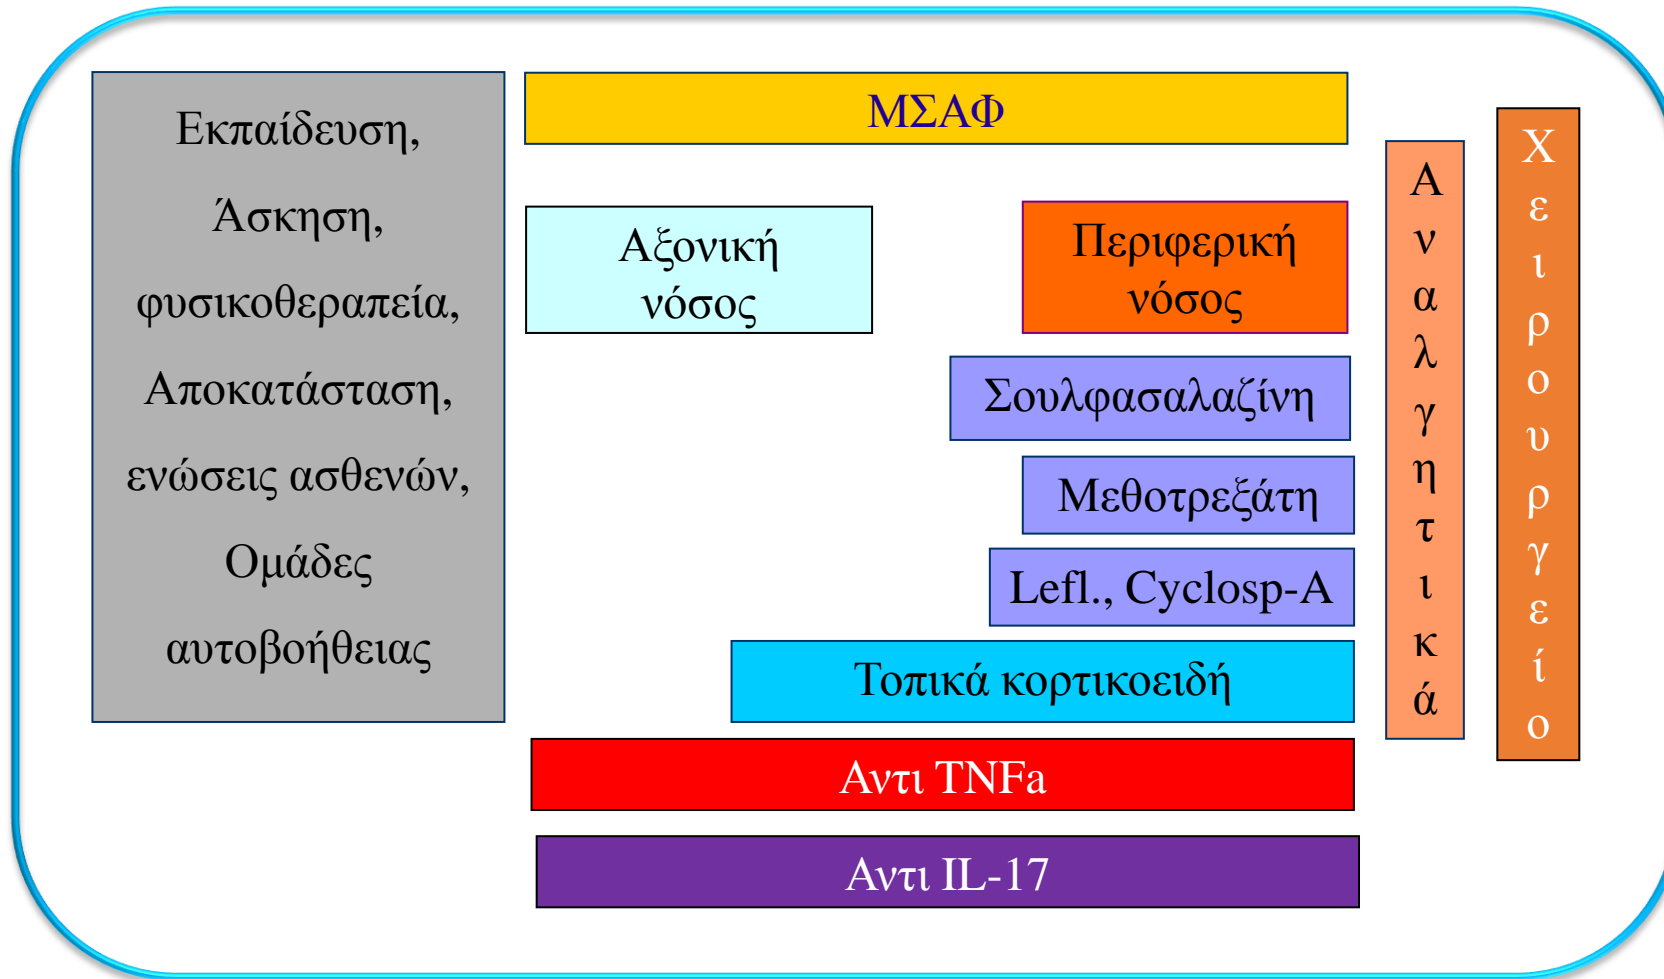 Εκπαίδευση,
Άσκηση,
φυσικοθεραπεία,
Αποκατάσταση,
ενώσεις ασθενών,
Ομάδες
αυτοβοήθειας
ΜΣΑΦ
Αξονική
νόσος
Περιφερική
νόσος
Σουλφασαλαζίνη
Μεθοτρεξάτη
Lefl., Cyclosp-A
Τοπικά κορτικοειδή
Αντι TNFa
Αντι IL-17
Αναλγητικά
Χειρουργείο